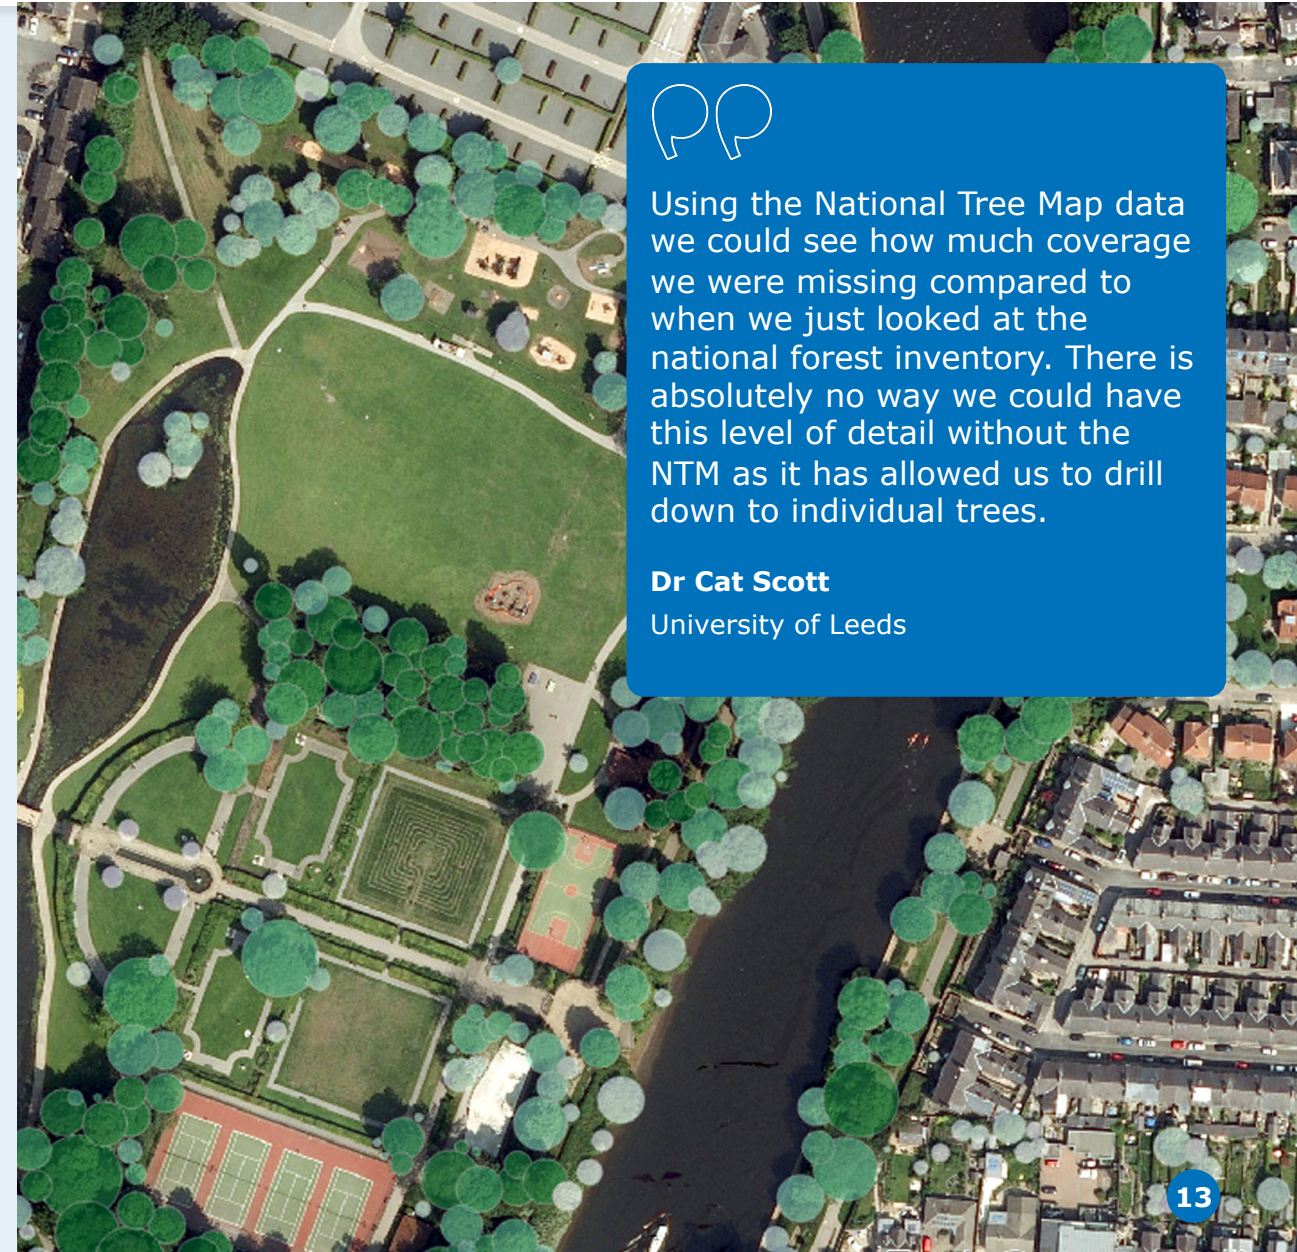 Using the National Tree Map data
we could see how much coverage
we were missing compared to
when we just looked at the
national forest inventory. There is
absolutely no way we could have
this level of detail without the
NTM as it has allowed us to drill
down to individual trees.
Dr Cat Scott
University of Leeds
13